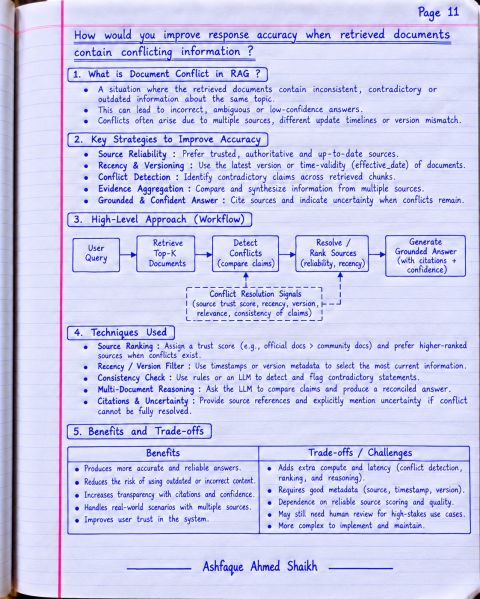 Page 11
How would you improve response accuracy when retrieved documents
contain conflicting information ?
1. What is Document Conflict in RAG ?
• A situation where the retrieved documents contain inconsistent, contradictory or
outdated information about the same topic.
• This can lead to incorrect, ambiguous or low-confidence answers.
• Conflicts often arise due to multiple sources, different update timelines or version mismatch.
2. Key Strategies to Improve Accuracy
• Source Reliability : Prefer trusted, authoritative and up-to-date sources.
• Recency & Versioning : Use the latest version or time-validity (effective_date) of documents.
• Conflict Detection : Identify contradictory claims across retrieved chunks.
• Evidence Aggregation : Compare and synthesize information from multiple sources.
• Grounded & Confident Answer : Cite sources and indicate uncertainty when conflicts remain.
3. High-Level Approach (Workflow)
User
Query
Retrieve
Top-K
Documents
Detect
Conflicts
(compare claims)
Resolve /
Rank Sources
(reliability, recency)
Generate
Grounded Answer
(with citations +
confidence)
Conflict Resolution Signals
(source trust score, recency, version,
relevance, consistency of claims)
4. Techniques Used
• Source Ranking : Assign a trust score (e.g., official docs > community docs) and prefer higher-ranked
sources when conflicts exist.
• Recency / Version Filter : Use timestamps or version metadata to select the most current information.
• Consistency Check : Use rules or an LLM to detect and flag contradictory statements.
• Multi-Document Reasoning : Ask the LLM to compare claims and produce a reconciled answer.
• Citations & Uncertainty : Provide source references and explicitly mention uncertainty if conflict
cannot be fully resolved.
5. Benefits and Trade-offs
Benefits
• Produces more accurate and reliable answers.
• Reduces the risk of using outdated or incorrect content.
• Increases transparency with citations and confidence.
• Handles real-world scenarios with multiple sources.
• Improves user trust in the system.
Trade-offs / Challenges
• Adds extra compute and latency (conflict detection,
ranking, and reasoning).
• Requires good metadata (source, timestamp, version).
• Dependence on reliable source scoring and quality.
• May still need human review for high-stakes use cases.
• More complex to implement and maintain.
Ashfaque Ahmed Shaikh